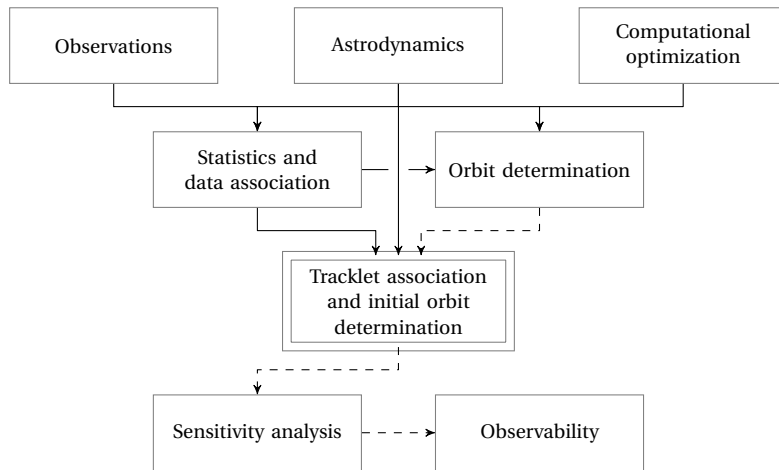 Observations
Astrodynamics
Computational
optimization
Statistics and
data association
Orbit determination
Tracklet association
and initial orbit
determination
Sensitivity analysis
Observability